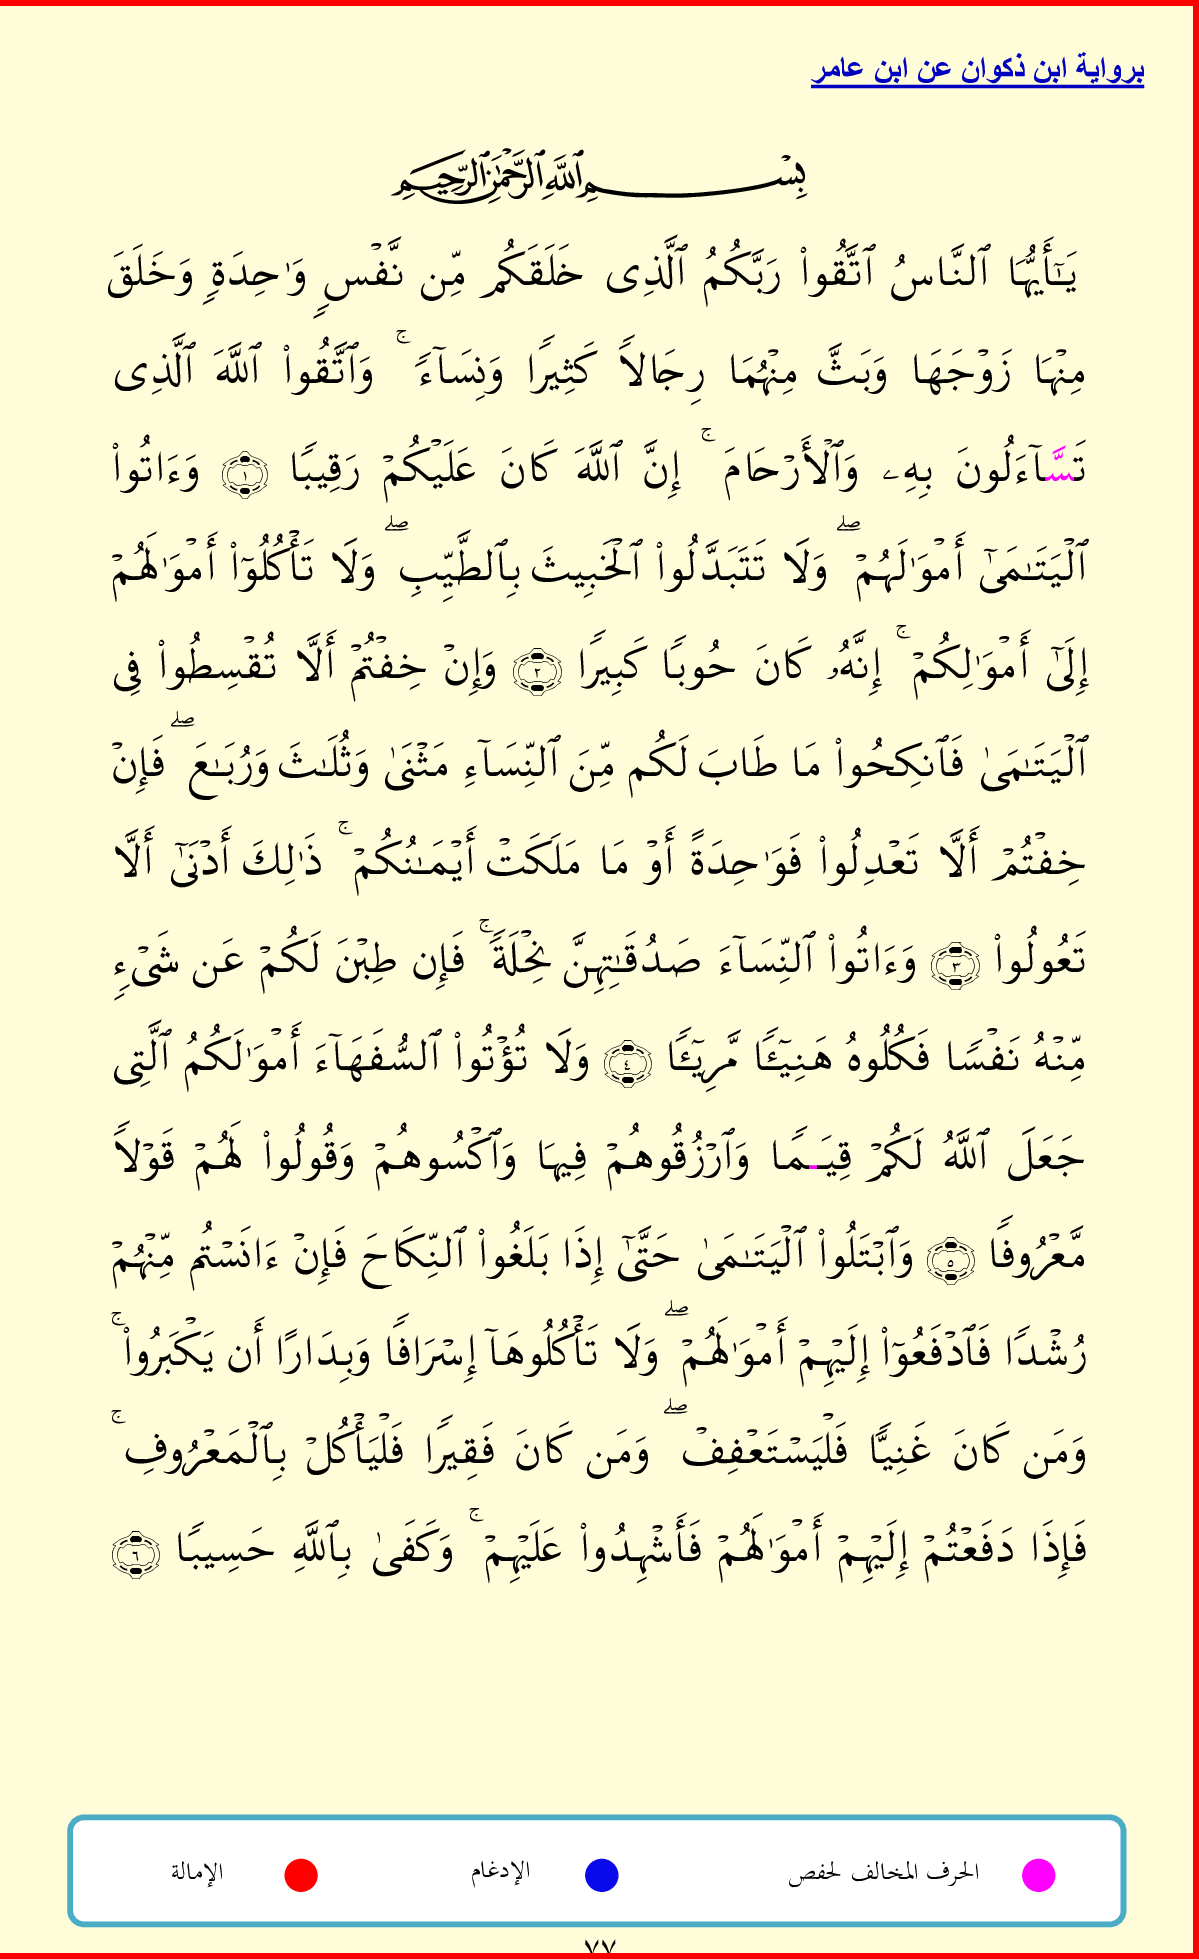 برواية ابن ذكوان عن ابن عامر
بِسْمِ ٱللَّهِ ٱلرَّحْمَٰنِ ٱلرَّحِيمِ
يَـٰٓأَيُّهَا ٱلنَّاسُ ٱتَّقُوا۟ رَبَّكُمُ ٱلَّذِى خَلَقَكُم مِّن نَّفْسٍ وَٰحِدَةٍ وَخَلَقَ
مِنْهَا زَوْجَهَا وَبَثَّ مِنْهُمَا رِجَالاً كَثِيرًا وَنِسَآءً ۚ وَٱتَّقُوا۟ ٱللَّهَ ٱلَّذِى
تَسَّآءَلُونَ بِهِۦ وَٱلْأَرْحَامَ ۚ إِنَّ ٱللَّهَ كَانَ عَلَيْكُمْ رَقِيبًا ١ وَءَاتُوا۟
ٱلْيَتَـٰمَىٰٓ أَمْوَٰلَهُمْ ۖ وَلَا تَتَبَدَّلُوا۟ ٱلْخَبِيثَ بِٱلطَّيِّبِ ۖ وَلَا تَأْكُلُوٓا۟ أَمْوَٰلَهُمْ
إِلَىٰٓ أَمْوَٰلِكُمْ ۚ إِنَّهُۥ كَانَ حُوبًا كَبِيرًا ٢ وَإِنْ خِفْتُمْ أَلَّا تُقْسِطُوا۟ فِى
ٱلْيَتَـٰمَىٰ فَٱنكِحُوا۟ مَا طَابَ لَكُم مِّنَ ٱلنِّسَآءِ مَثْنَىٰ وَثُلَـٰثَ وَرُبَـٰعَ ۖ فَإِنْ
خِفْتُمْ أَلَّا تَعْدِلُوا۟ فَوَٰحِدَةً أَوْ مَا مَلَكَتْ أَيْمَـٰنُكُمْ ۚ ذَٰلِكَ أَدْنَىٰٓ أَلَّا
تَعُولُوا۟ ٣ وَءَاتُوا۟ ٱلنِّسَآءَ صَدُقَـٰتِهِنَّ نِحْلَةً ۚ فَإِن طِبْنَ لَكُمْ عَن شَىْءٍ
مِّنْهُ نَفْسًا فَكُلُوهُ هَنِيٓـًٔا مَّرِيٓـًٔا ٤ وَلَا تُؤْتُوا۟ ٱلسُّفَهَآءَ أَمْوَٰلَكُمُ ٱلَّتِى
جَعَلَ ٱللَّهُ لَكُمْ قِيَـمًا وَٱرْزُقُوهُمْ فِيهَا وَٱكْسُوهُمْ وَقُولُوا۟ لَهُمْ قَوْلاً
مَّعْرُوفًا ٥ وَٱبْتَلُوا۟ ٱلْيَتَـٰمَىٰ حَتَّىٰٓ إِذَا بَلَغُوا۟ ٱلنِّكَاحَ فَإِنْ ءَانَسْتُم مِّنْهُمْ
رُشْدًا فَٱدْفَعُوٓا۟ إِلَيْهِمْ أَمْوَٰلَهُمْ ۖ وَلَا تَأْكُلُوهَآ إِسْرَافًا وَبِدَارًا أَن يَكْبَرُوا۟ ۚ
وَمَن كَانَ غَنِيًّا فَلْيَسْتَعْفِفْ ۖ وَمَن كَانَ فَقِيرًا فَلْيَأْكُلْ بِٱلْمَعْرُوفِ ۚ
فَإِذَا دَفَعْتُمْ إِلَيْهِمْ أَمْوَٰلَهُمْ فَأَشْهِدُوا۟ عَلَيْهِمْ ۚ وَكَفَىٰ بِٱللَّهِ حَسِيبًا ٦
الحرف المخالف لحفص الإدغام الإمالة
٧٧